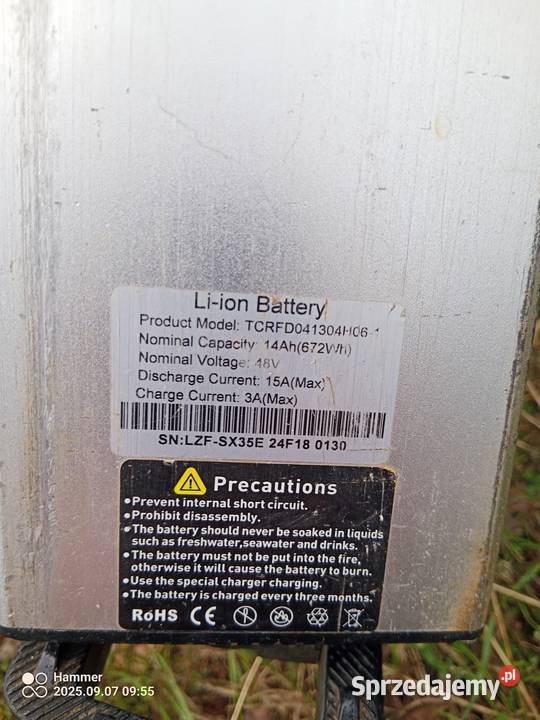 Li-ion Battery
Product Model: TCRFD041304H06-1
Nominal Capacity: 14Ah(672Wh)
Nominal Voltage: 48V
Discharge Current: 15A(Max)
Charge Current: 3A(Max)
SN:LZF-SX35E 24F18 0130
Precautions
•Prevent internal short circuit.
•Prohibit disassembly.
•The battery should never be soaked in liquids
such as freshwater,seawater and drinks.
•The battery must not be put into the fire,
otherwise it will cause the battery to burn.
•Use the special charger charging.
•The battery is charged every three months.
RoHS CE
Hammer
2025.09.07 09:55
Sprzedajemy.pl